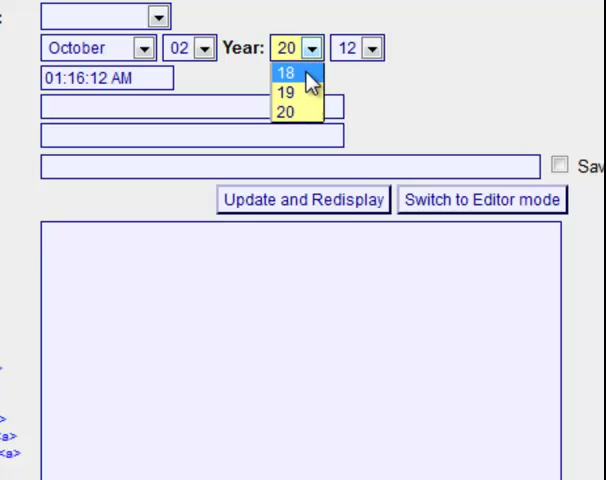 :
October 02 Year: 20 12
18
01:16:12 AM
19
20
Sav
Update and Redisplay Switch to Editor mode
>
>
<a>
<a>